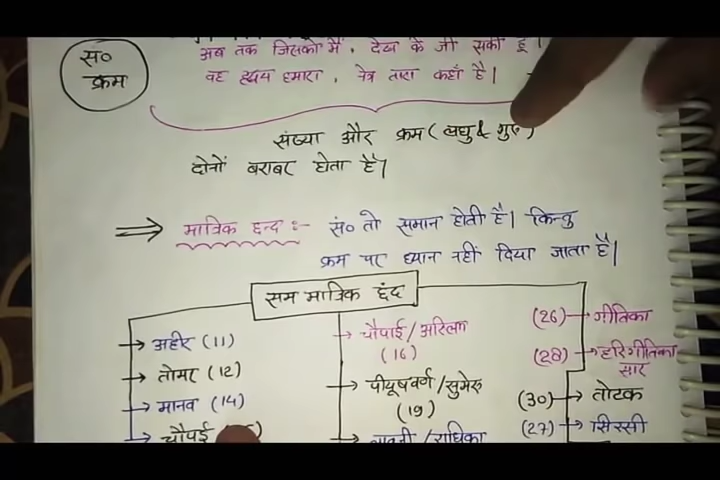 सं०
क्रम
अब तक जिसको मैं, देख के जी सकी हूँ।
वह हृदय हमारा, नेत्र तारा कहाँ है।
संख्या और क्रम (लघु & गुरु)
दोनों बराबर होता है।
⇒ मात्रिक छन्द :- सं० तो समान होती है। किन्तु
क्रम पर ध्यान नहीं दिया जाता है।
सम मात्रिक छंद
→ अहीर (11)
→ तोमर (12)
→ मानव (14)
→ चौपई
→ चौपाई/अरिल्ल
(16)
→ पीयूषवर्ण/सुमेरु
(19)
/राधिका
(26) → गीतिका
(28) → हरिगीतिका
सार
(30) → तोटक
(27) → सिरसी